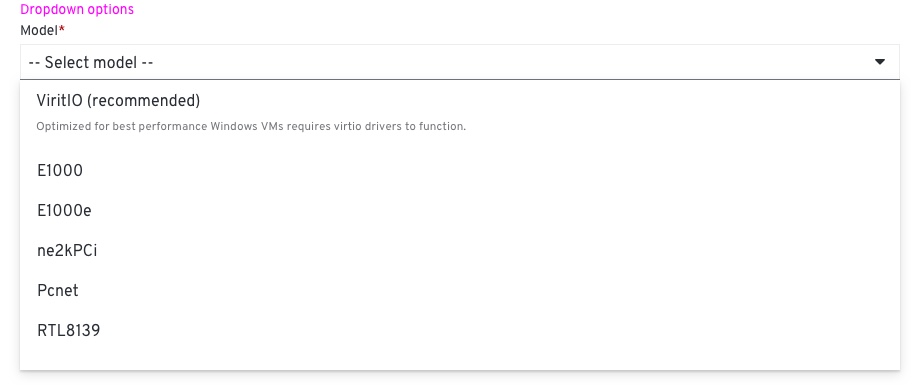 Dropdown options
Model*
-- Select model --
ViritIO (recommended)
Optimized for best performance Windows VMs requires virtio drivers to function.
E1000
E1000e
ne2kPCi
Pcnet
RTL8139